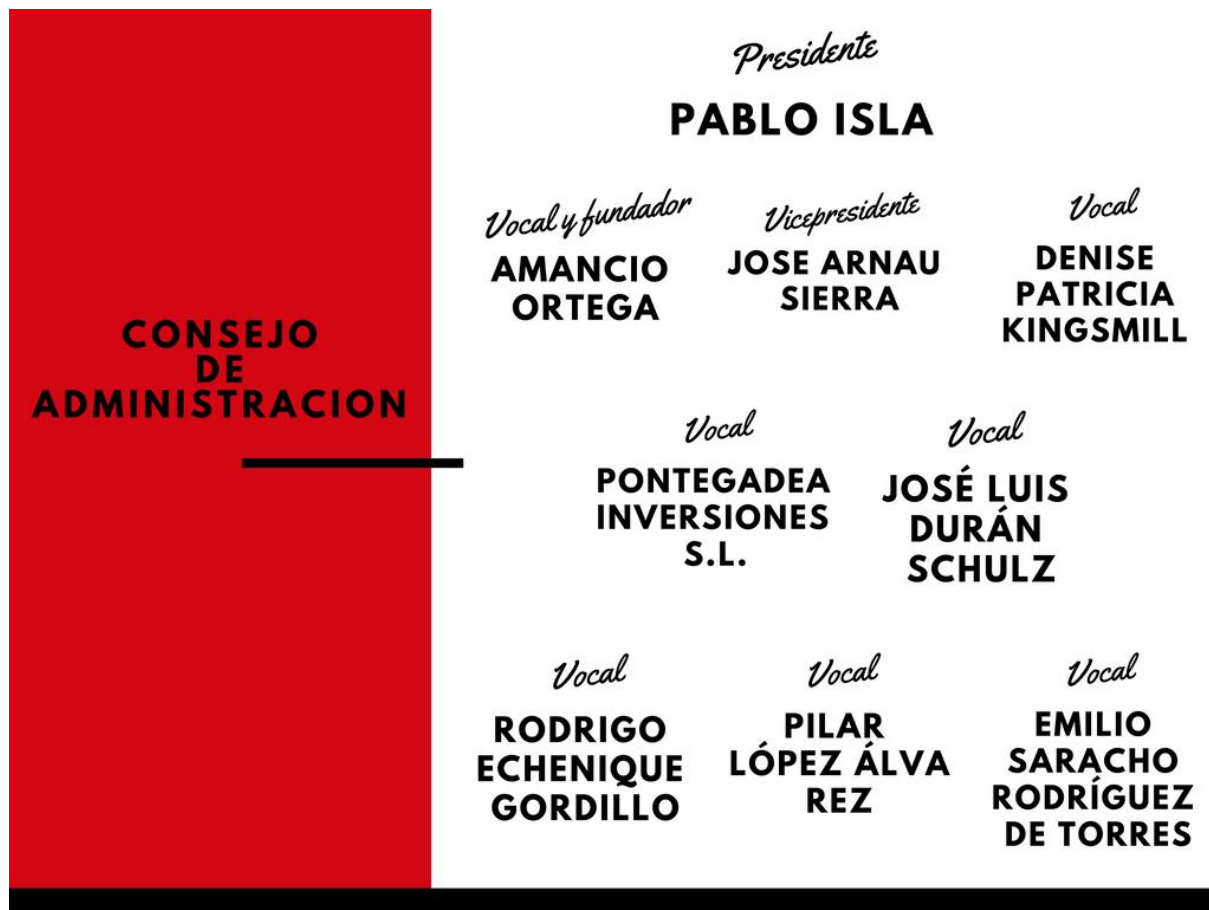 CONSEJO
DE
ADMINISTRACION
Presidente
PABLO ISLA
Vocal y fundador
AMANCIO
ORTEGA
Vicepresidente
JOSE ARNAU
SIERRA
Vocal
DENISE
PATRICIA
KINGSMILL
Vocal
PONTEGADEA
INVERSIONES
S.L.
Vocal
JOSÉ LUIS
DURÁN
SCHULZ
Vocal
RODRIGO
ECHENIQUE
GORDILLO
Vocal
PILAR
LÓPEZ ÁLVA
REZ
Vocal
EMILIO
SARACHO
RODRÍGUEZ
DE TORRES